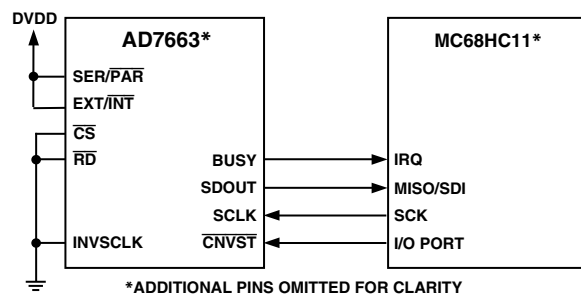 DVDD
AD7663*
MC68HC11*
SER/PAR
EXT/INT
CS
RD
BUSY
IRQ
SDOUT
MISO/SDI
SCLK
SCK
INVSCLK
CNVST
I/O PORT
*ADDITIONAL PINS OMITTED FOR CLARITY